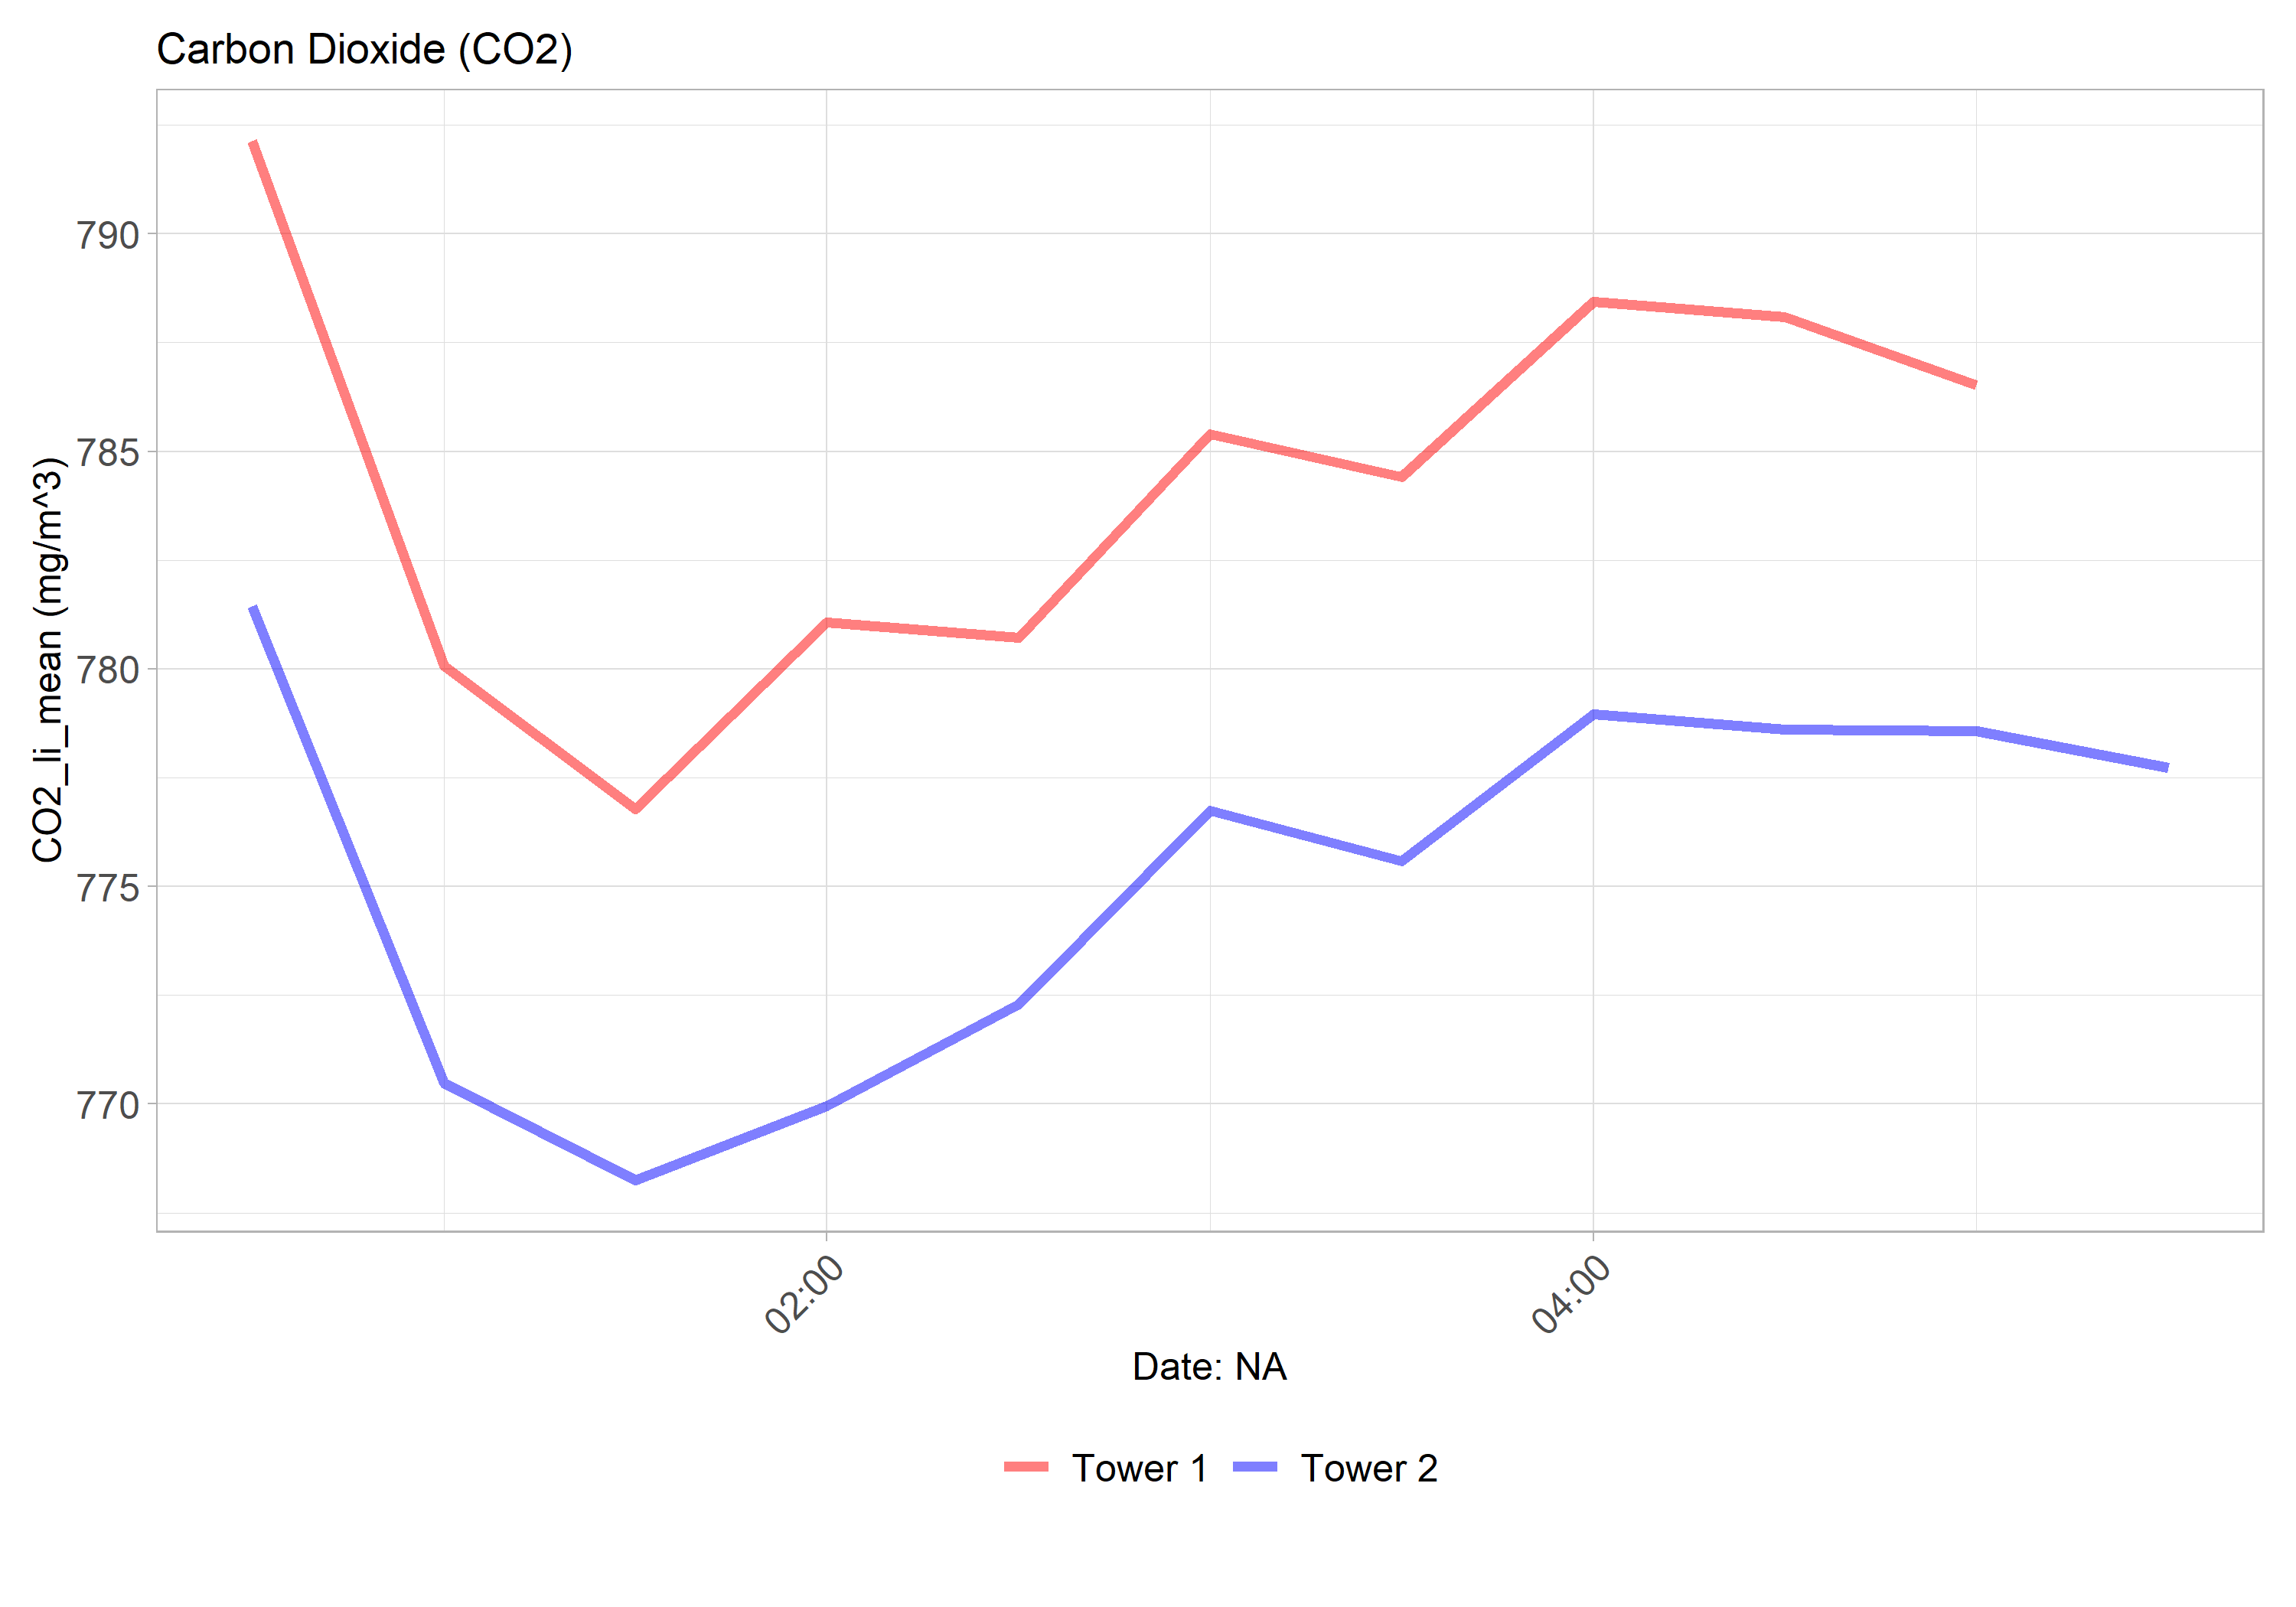 Carbon Dioxide (CO2)
CO2_li_mean (mg/m^3)
790
785
780
775
770
02:00
04:00
Date: NA
Tower 1
Tower 2